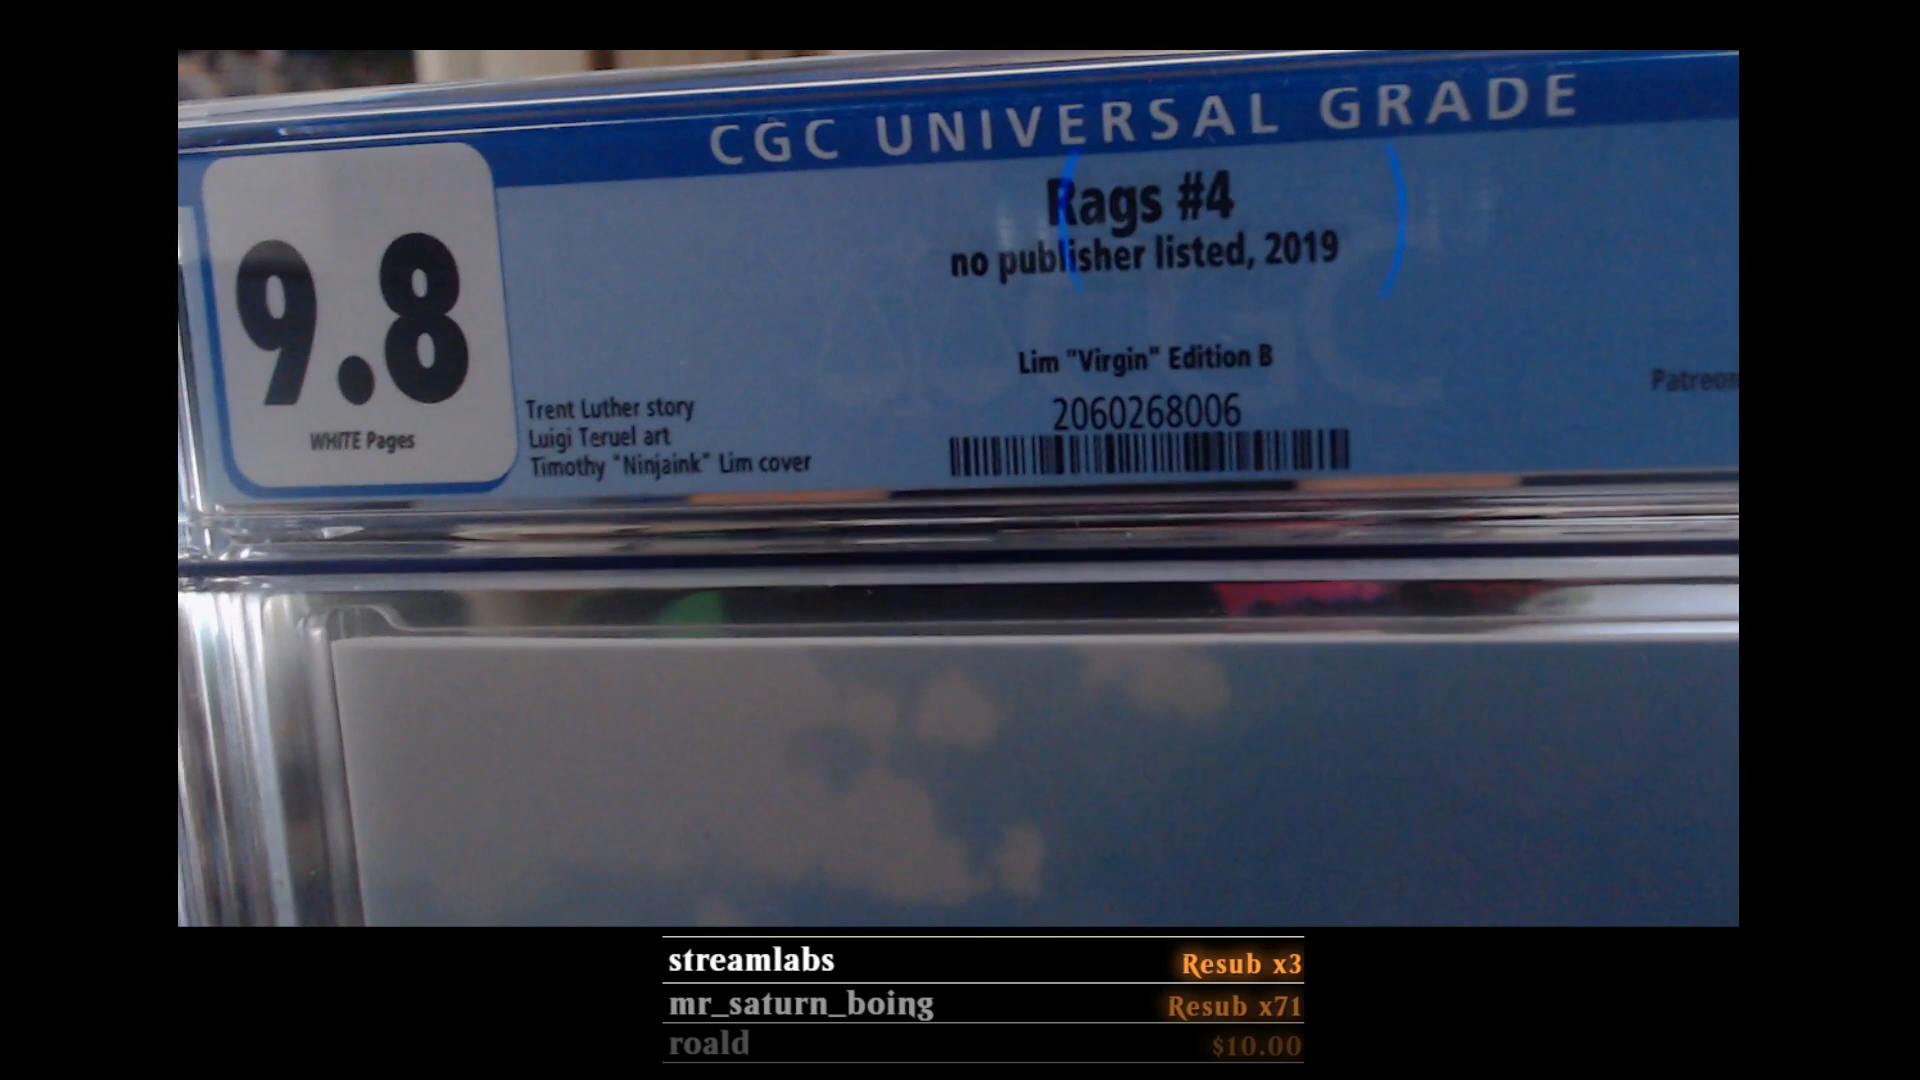 CGC UNIVERSAL GRADE
9.8
WHITE Pages
Rags #4
no publisher listed, 2019
Lim "Virgin" Edition B
2060268006
Trent Luther story
Luigi Teruel art
Timothy "Ninjaink" Lim cover
Patreon
streamlabs Resub x3
mr_saturn_boing Resub x71
roald $10.00